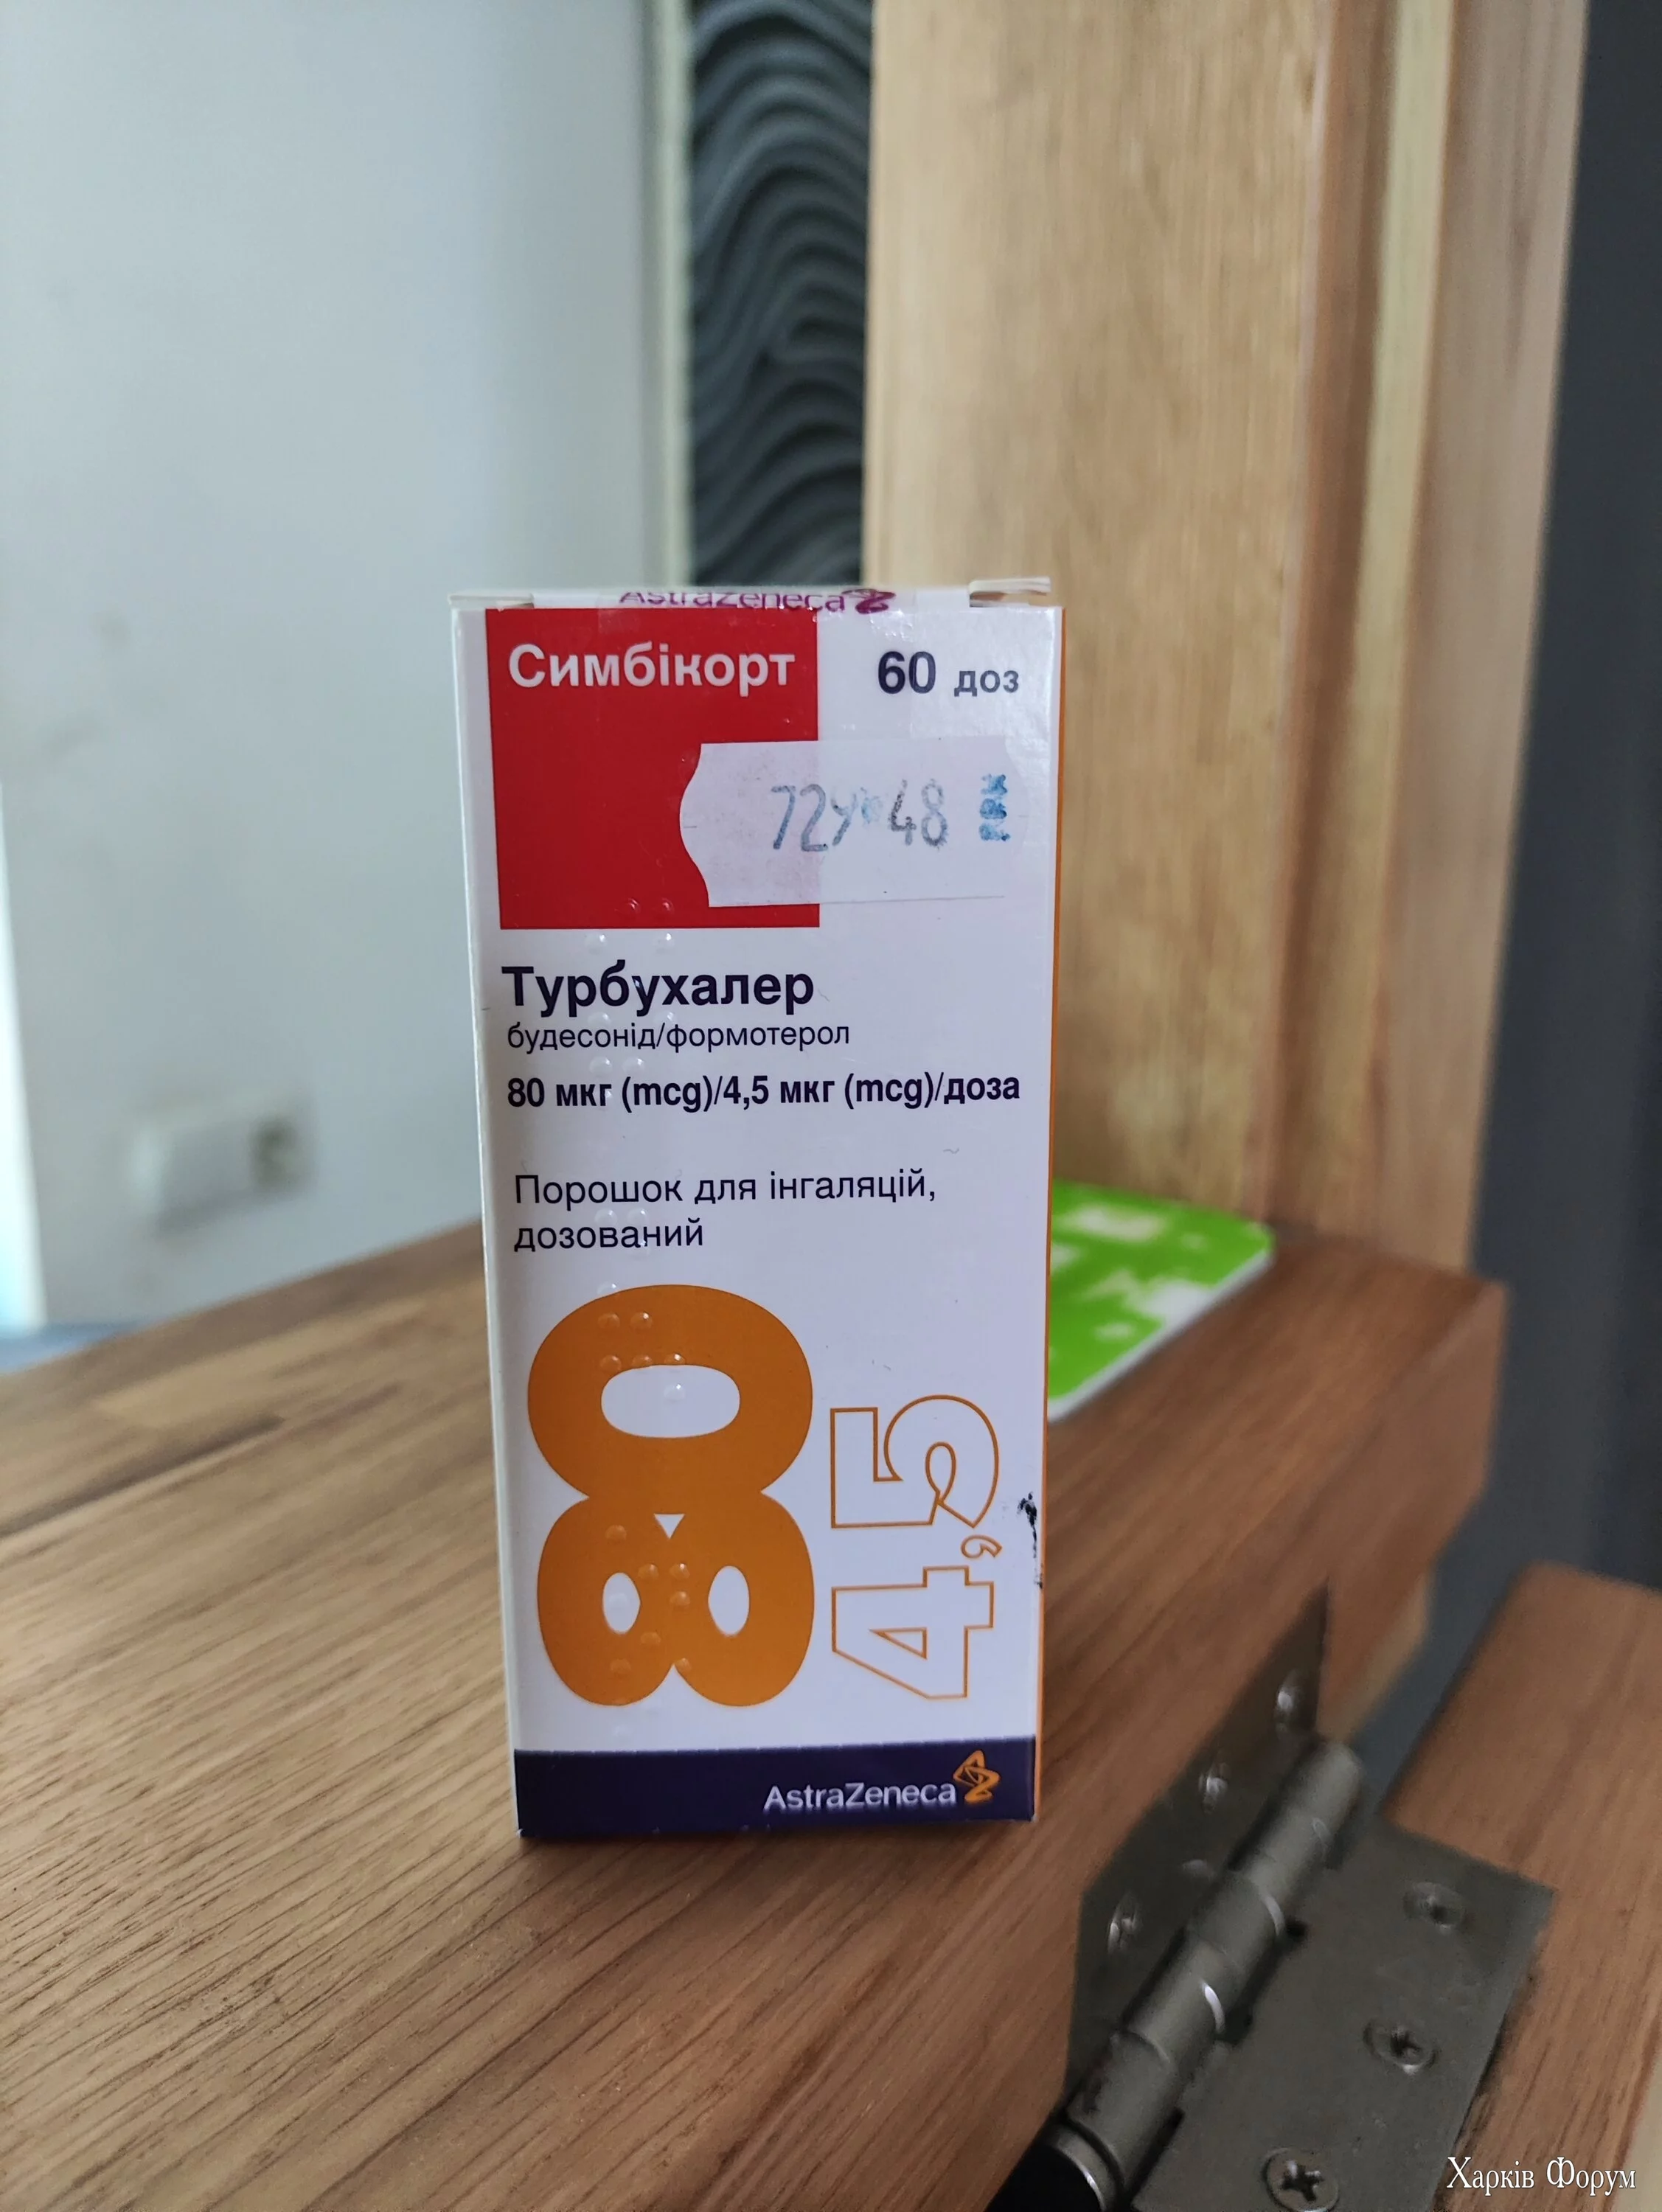 AstraZeneca
Симбікорт
60 доз
48
Турбухалер
будесонід/формотерол
80 мкг (mcg)/4,5 мкг (mcg)/доза
Порошок для інгаляцій,
дозований
80
4,5
AstraZeneca
Харків Форум